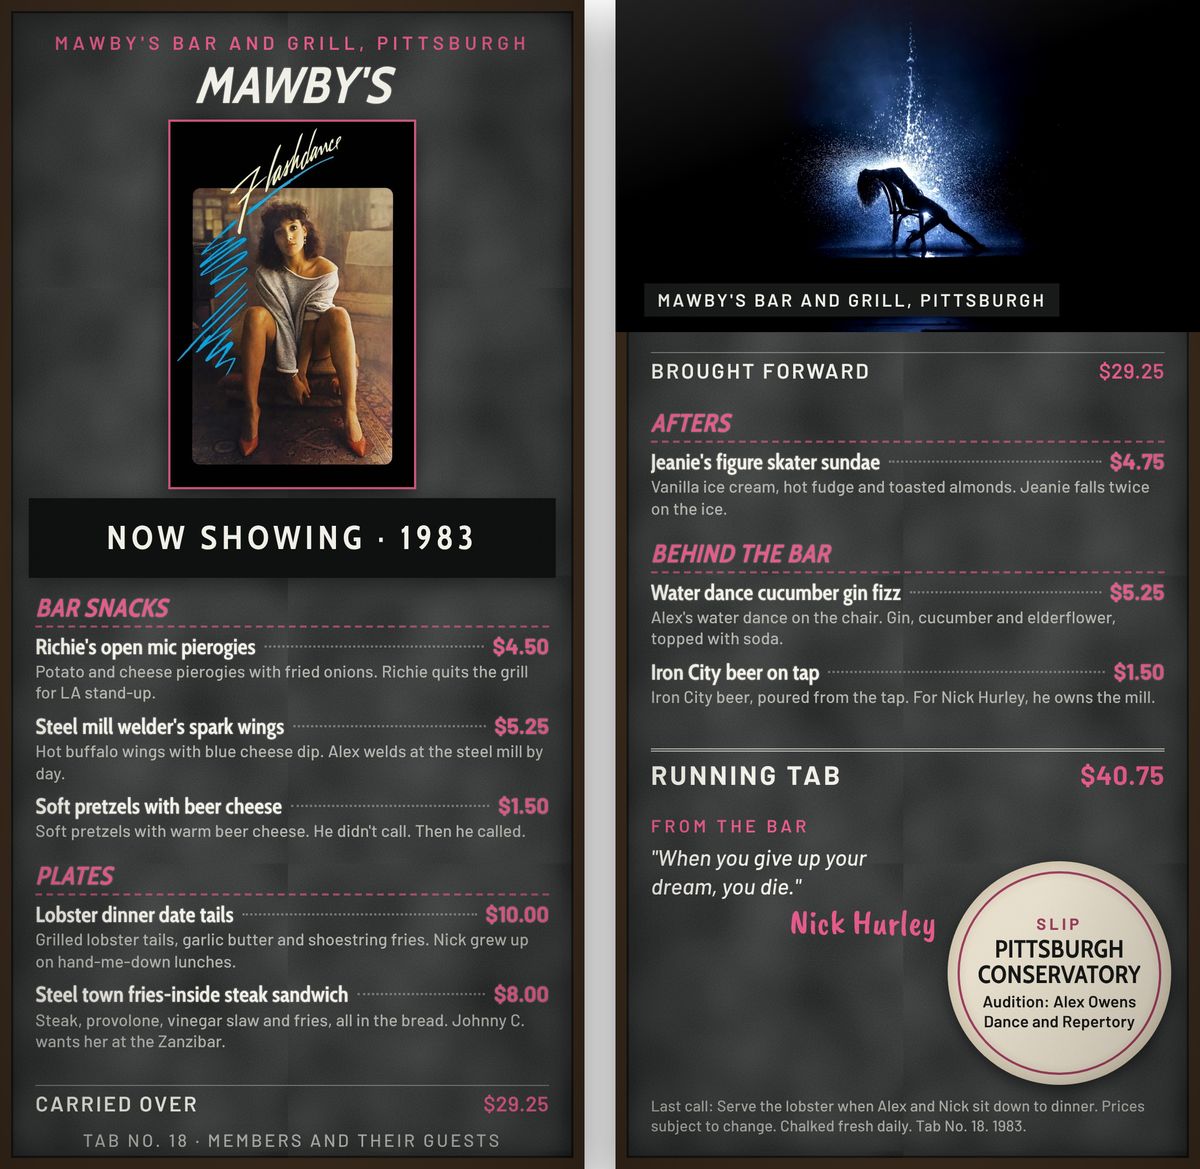 MAWBY'S BAR AND GRILL, PITTSBURGH
MAWBY'S
Flashdance
NOW SHOWING · 1983
BAR SNACKS
Richie's open mic pierogies $4.50
Potato and cheese pierogies with fried onions. Richie quits the grill
for LA stand-up.
Steel mill welder's spark wings $5.25
Hot buffalo wings with blue cheese dip. Alex welds at the steel mill by
day.
Soft pretzels with beer cheese $1.50
Soft pretzels with warm beer cheese. He didn't call. Then he called.
PLATES
Lobster dinner date tails $10.00
Grilled lobster tails, garlic butter and shoestring fries. Nick grew up
on hand-me-down lunches.
Steel town fries-inside steak sandwich $8.00
Steak, provolone, vinegar slaw and fries, all in the bread. Johnny C.
wants her at the Zanzibar.
CARRIED OVER $29.25
TAB NO. 18 · MEMBERS AND THEIR GUESTS
MAWBY'S BAR AND GRILL, PITTSBURGH
BROUGHT FORWARD $29.25
AFTERS
Jeanie's figure skater sundae $4.75
Vanilla ice cream, hot fudge and toasted almonds. Jeanie falls twice
on the ice.
BEHIND THE BAR
Water dance cucumber gin fizz $5.25
Alex's water dance on the chair. Gin, cucumber and elderflower,
topped with soda.
Iron City beer on tap $1.50
Iron City beer, poured from the tap. For Nick Hurley, he owns the mill.
RUNNING TAB $40.75
FROM THE BAR
"When you give up your
dream, you die."
Nick Hurley
SLIP
PITTSBURGH
CONSERVATORY
Audition: Alex Owens
Dance and Repertory
Last call: Serve the lobster when Alex and Nick sit down to dinner. Prices
subject to change. Chalked fresh daily. Tab No. 18. 1983.